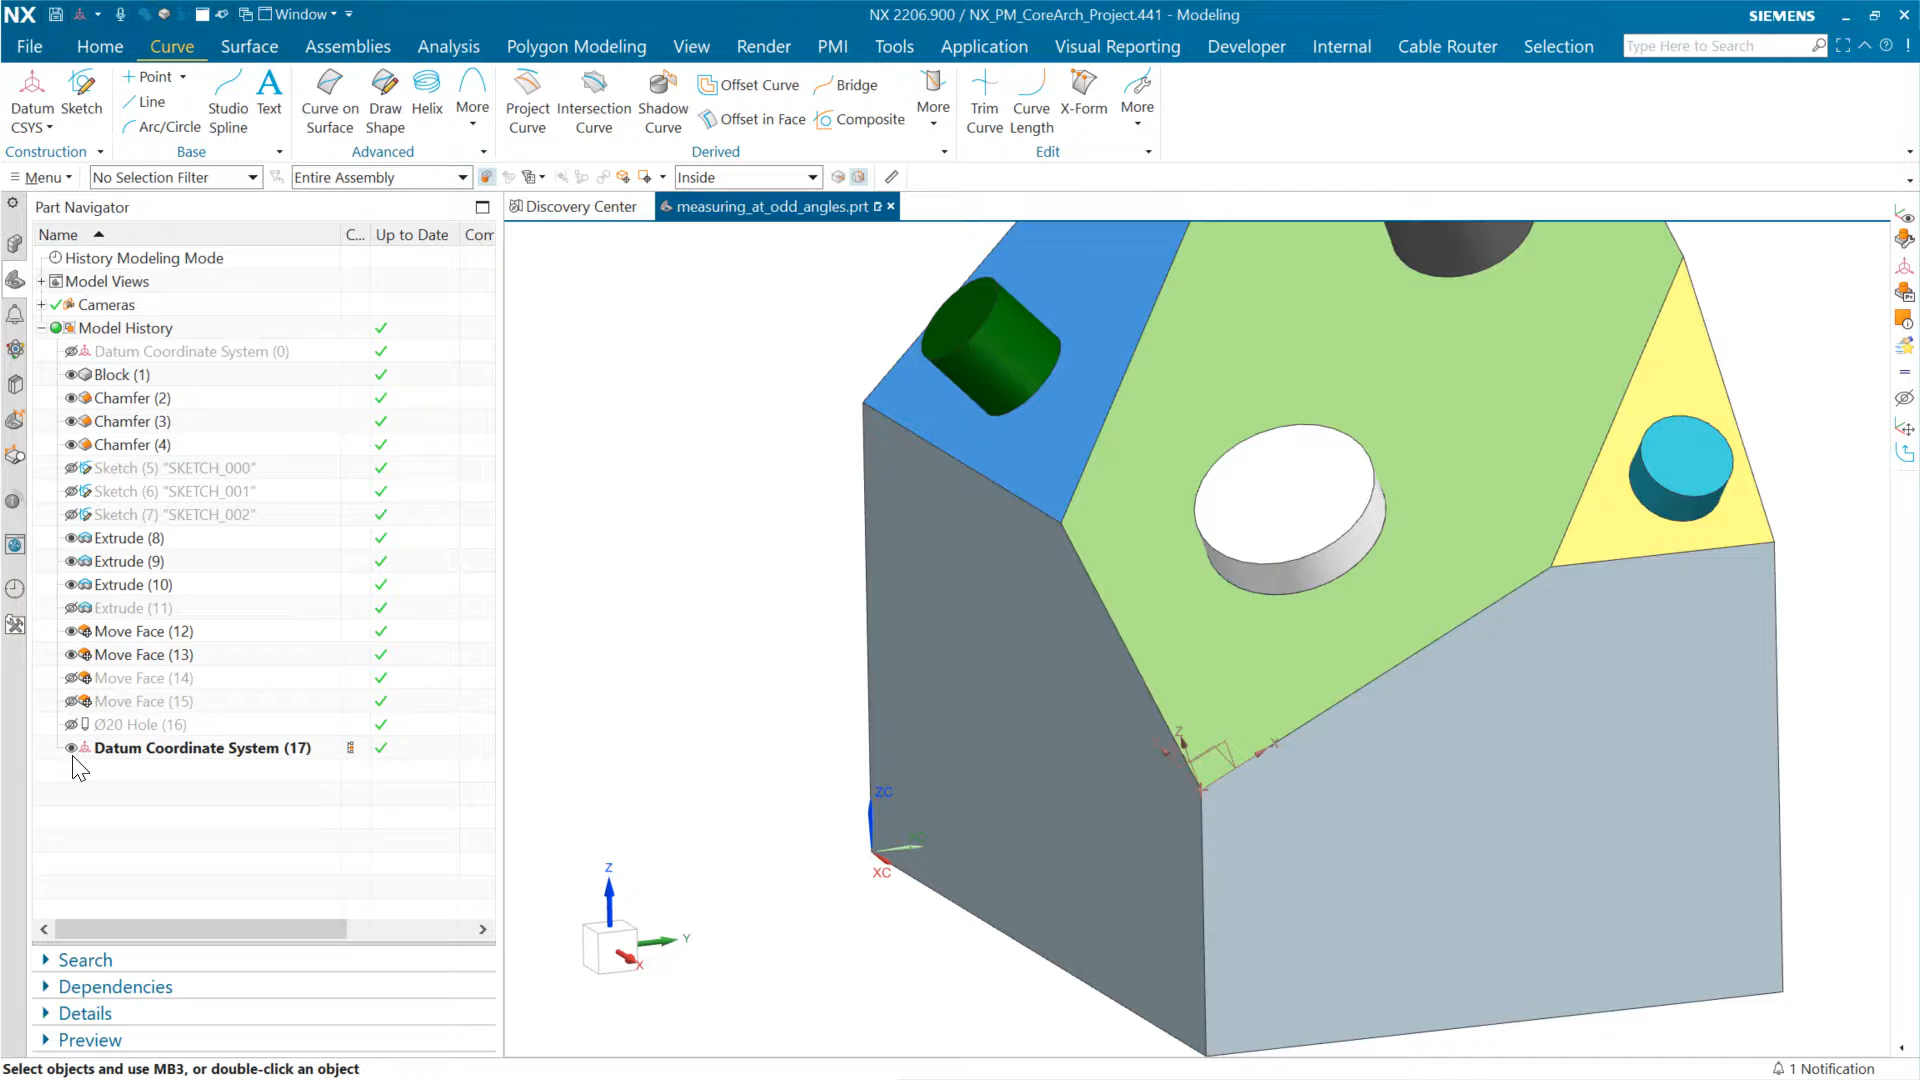 NX
Window
NX 2206.900 / NX_PM_CoreArch_Project.441 - Modeling
SIEMENS
File Home Curve Surface Assemblies Analysis Polygon Modeling View Render PMI Tools Application Visual Reporting Developer Internal Cable Router Selection
Type Here to Search
Datum CSYS
Sketch
Construction
Point
Line
Arc/Circle
Studio Spline
Text
Base
Curve on Surface
Draw Shape
Helix
More
Advanced
Project Curve
Intersection Curve
Shadow Curve
Offset Curve
Offset in Face
Bridge
Composite
More
Derived
Trim Curve
Curve Length
X-Form
More
Edit
Menu
No Selection Filter
Entire Assembly
Inside
Part Navigator
Discovery Center
measuring_at_odd_angles.prt
Name C... Up to Date Com
History Modeling Mode
Model Views
Cameras
Model History
Datum Coordinate System (0)
Block (1)
Chamfer (2)
Chamfer (3)
Chamfer (4)
Sketch (5) "SKETCH_000"
Sketch (6) "SKETCH_001"
Sketch (7) "SKETCH_002"
Extrude (8)
Extrude (9)
Extrude (10)
Extrude (11)
Move Face (12)
Move Face (13)
Move Face (14)
Move Face (15)
Ø20 Hole (16)
Datum Coordinate System (17)
Search
Dependencies
Details
Preview
Z
X
ZC
XC
Z
Y
X
Select objects and use MB3, or double-click an object
1 Notification